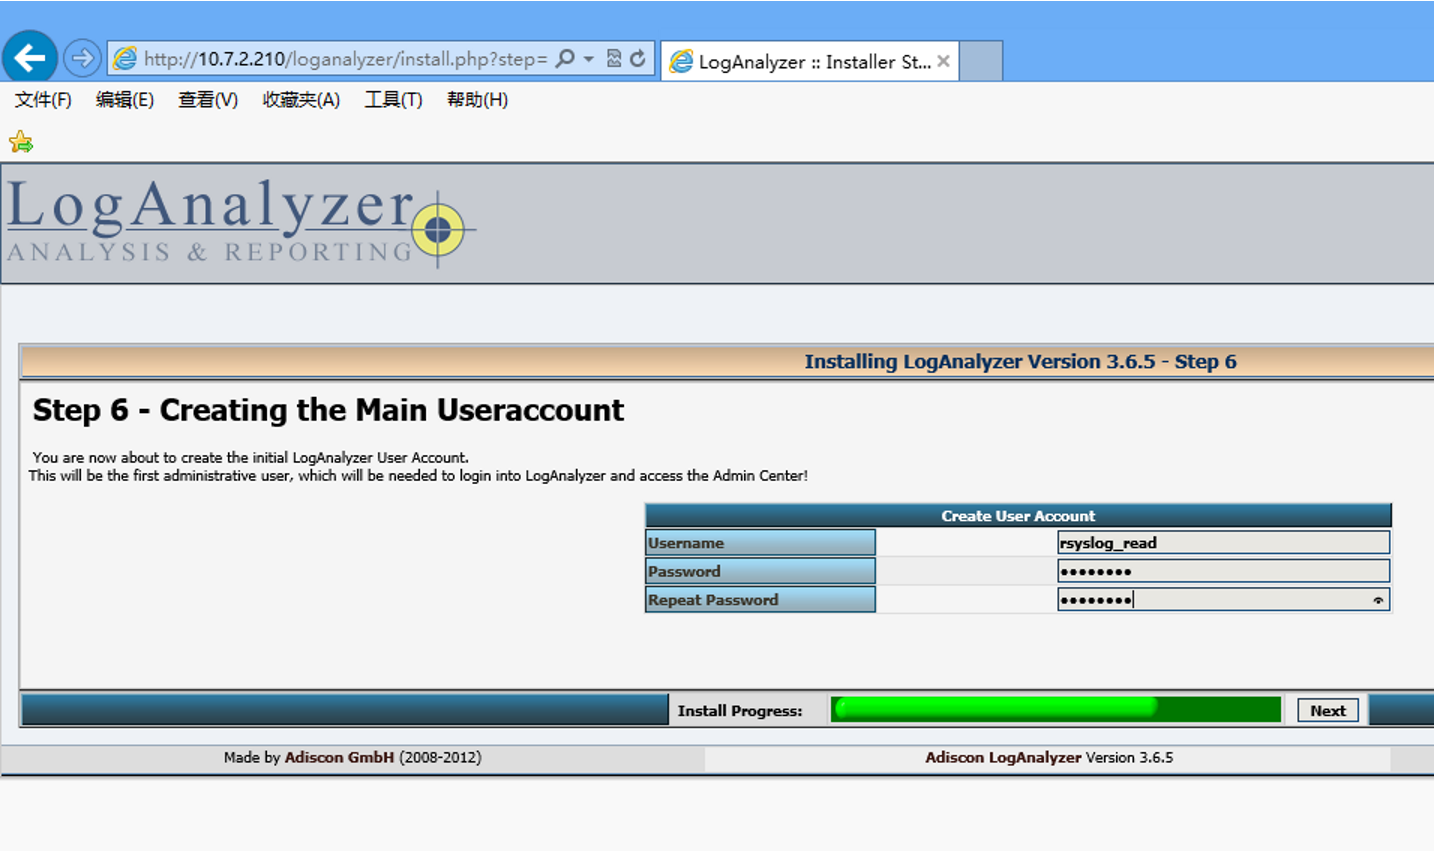 http://10.7.2.210/loganalyzer/install.php?step=
LogAnalyzer :: Installer St...
文件(F) 编辑(E) 查看(V) 收藏夹(A) 工具(T) 帮助(H)
LogAnalyzer
ANALYSIS & REPORTING
Installing LogAnalyzer Version 3.6.5 - Step 6
Step 6 - Creating the Main Useraccount
You are now about to create the initial LogAnalyzer User Account.
This will be the first administrative user, which will be needed to login into LogAnalyzer and access the Admin Center!
Create User Account
Username rsyslog_read
Password ••••••••
Repeat Password ••••••••
Install Progress: Next
Made by Adiscon GmbH (2008-2012) Adiscon LogAnalyzer Version 3.6.5